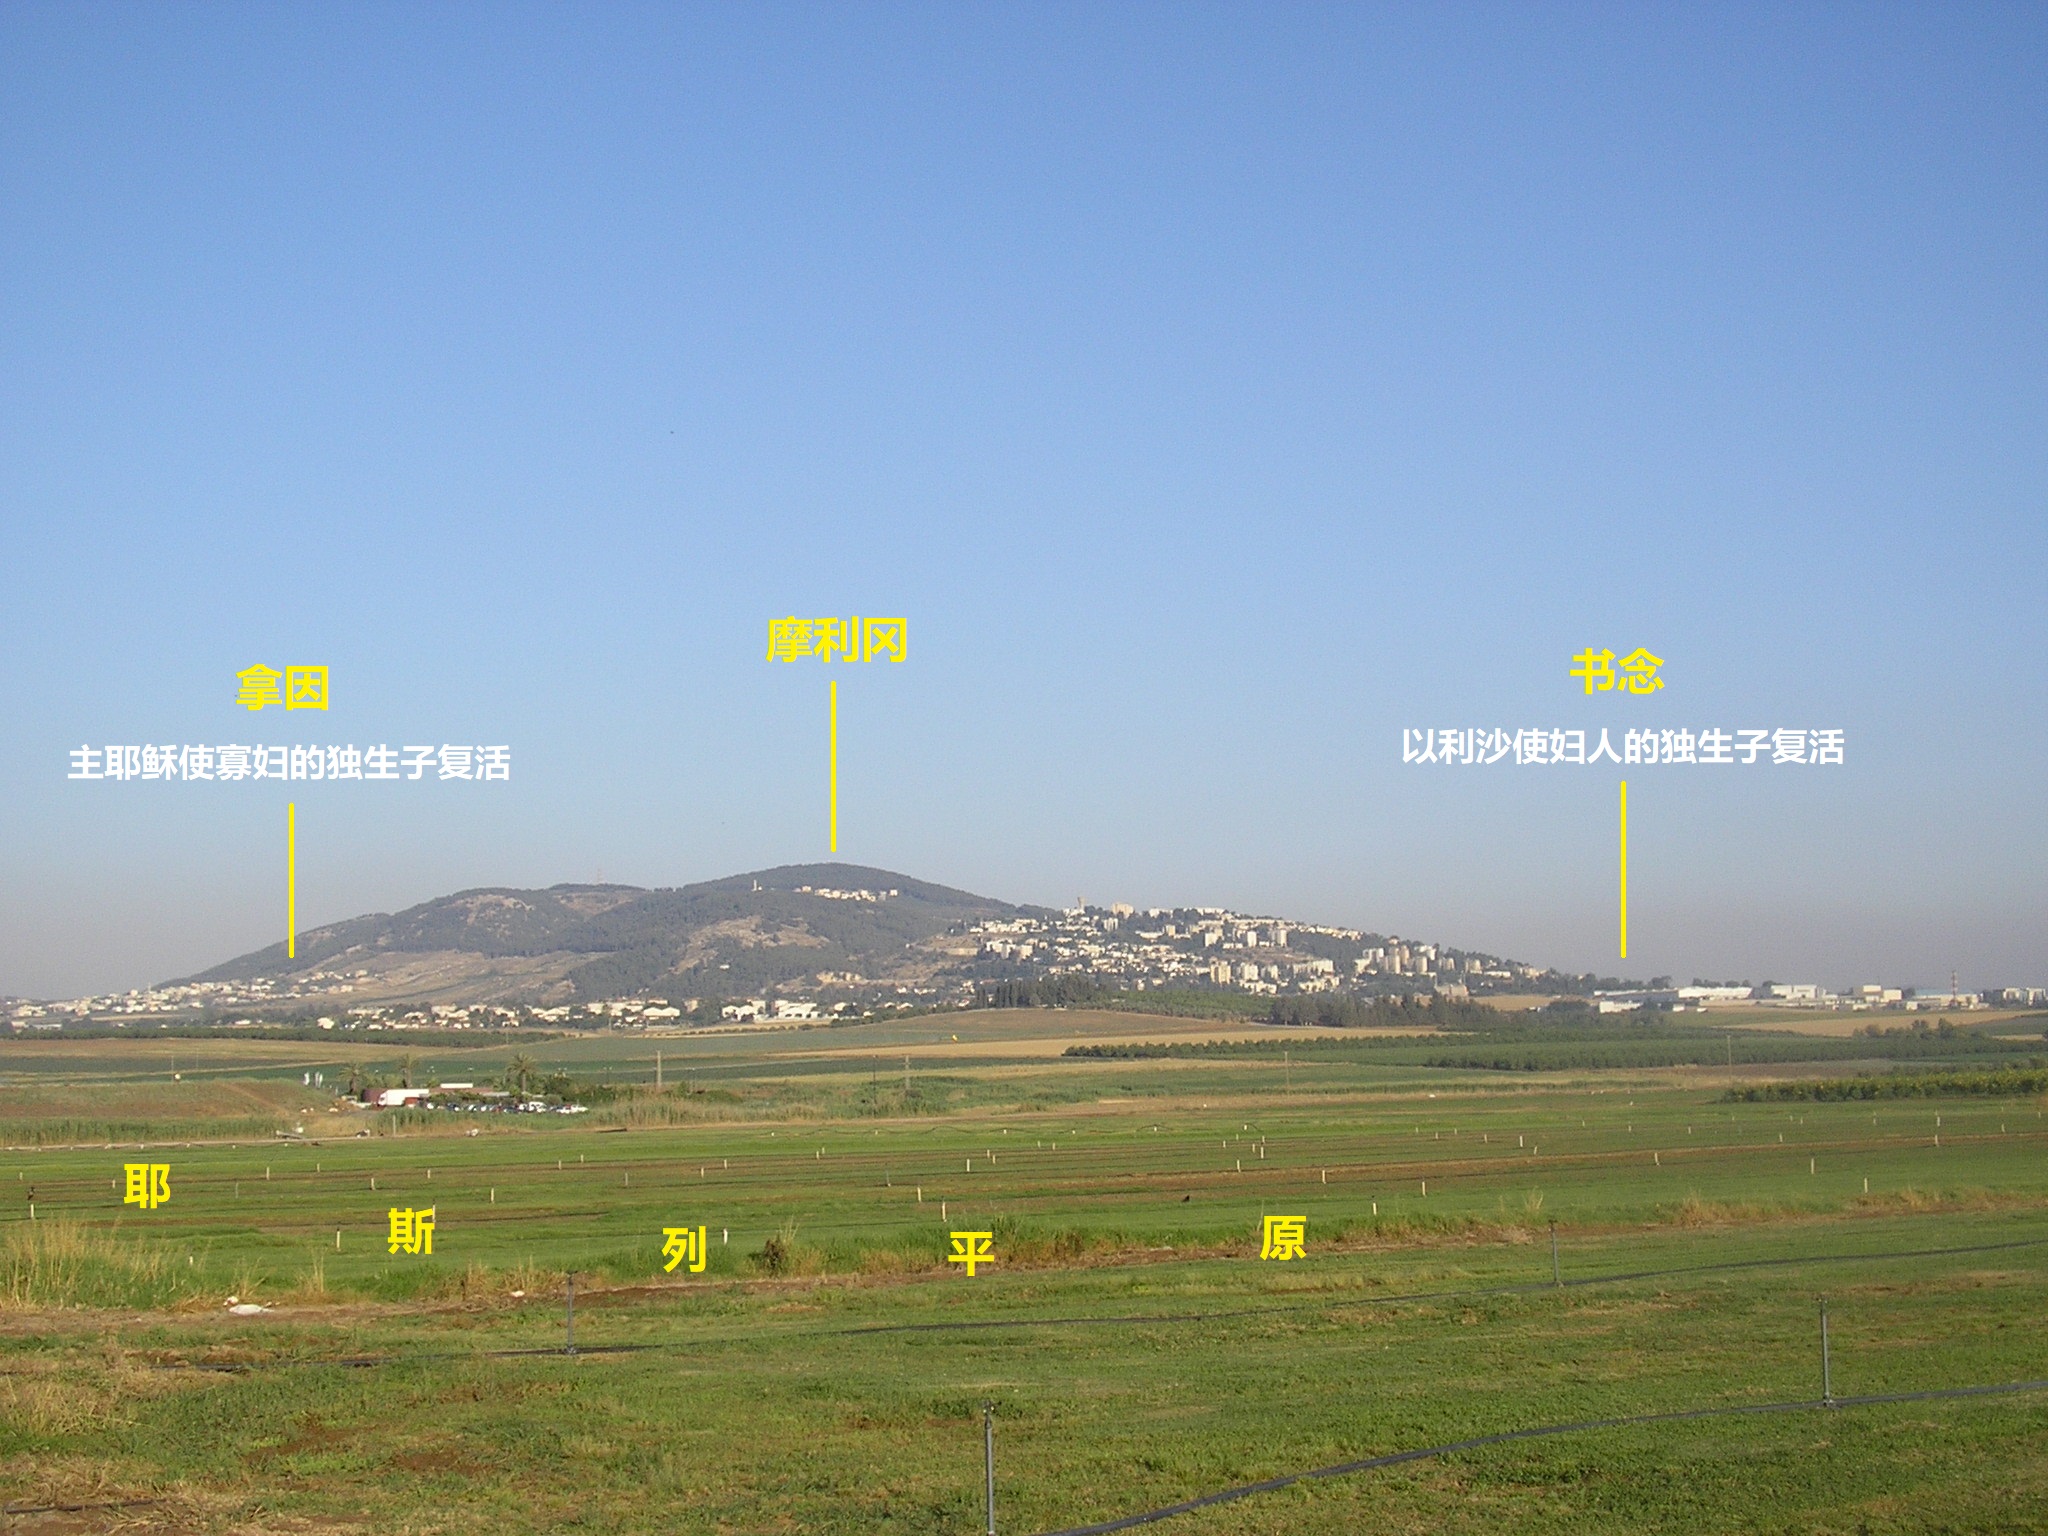 摩利冈
书念
拿因
以利沙使妇人的独生子复活
主耶稣使寡妇的独生子复活
耶斯列平原